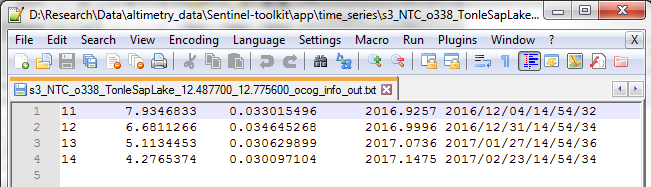 D:\Research\Data\altimetry_data\Sentinel-toolkit\app\time_series\s3_NTC_o338_TonleSapLake...
File Edit Search View Encoding Language Settings Macro Run Plugins Window ? X
s3_NTC_o338_TonleSapLake_12.487700_12.775600_ocog_info_out.txt
1 11 7.9346833 0.033015496 2016.9257 2016/12/04/14/54/32
2 12 6.6811266 0.034645268 2016.9996 2016/12/31/14/54/34
3 13 5.1134453 0.030629899 2017.0736 2017/01/27/14/54/36
4 14 4.2765374 0.030097104 2017.1475 2017/02/23/14/54/34
5